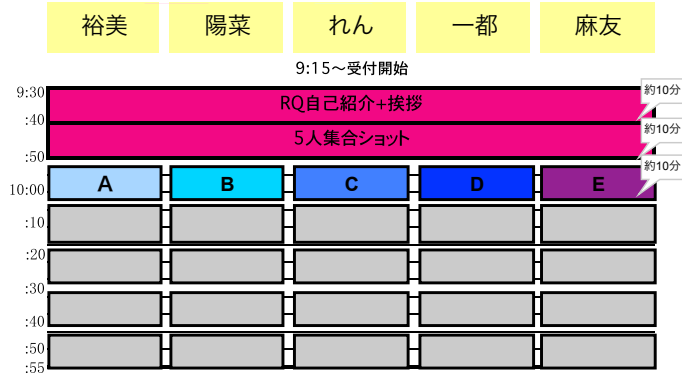 裕美 陽菜 れん 一都 麻友
9:15～受付開始
9:30
RQ自己紹介+挨拶
約10分
:40
5人集合ショット
約10分
:50
約10分
10:00
A B C D E
:10
:20
:30
:40
:50
:55